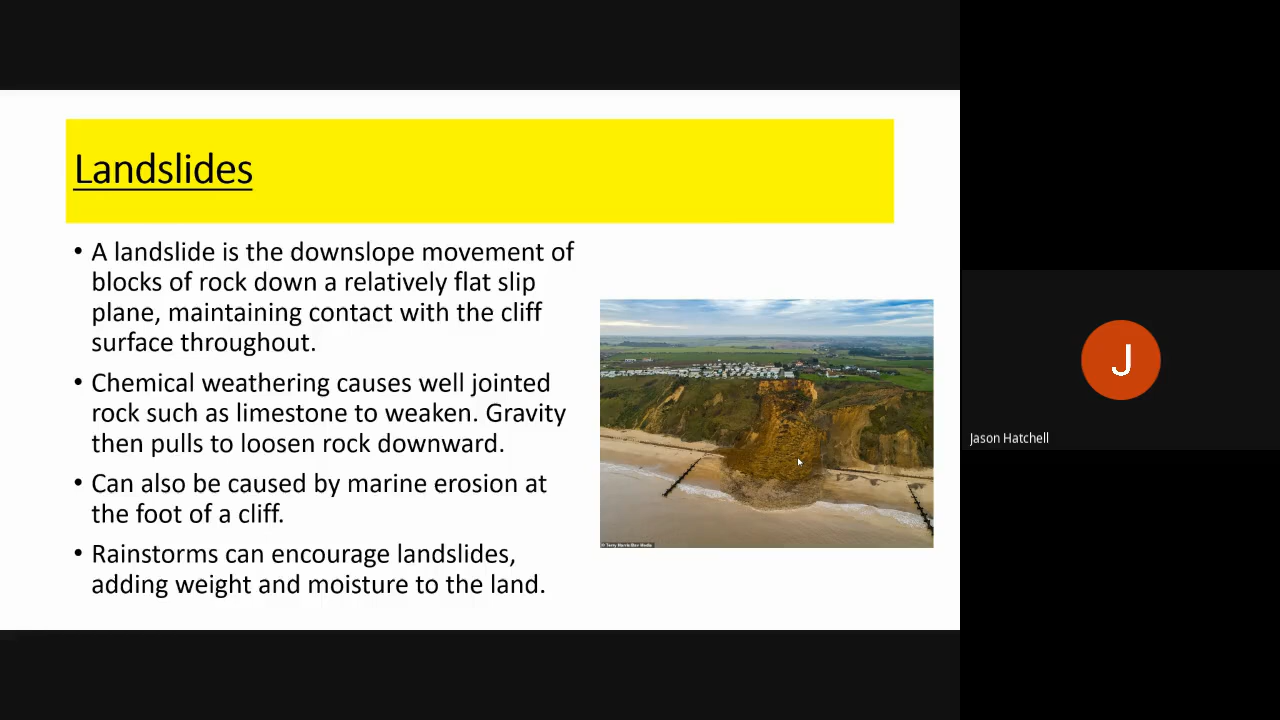 Landslides
• A landslide is the downslope movement of
blocks of rock down a relatively flat slip
plane, maintaining contact with the cliff
surface throughout.
• Chemical weathering causes well jointed
rock such as limestone to weaken. Gravity
then pulls to loosen rock downward.
• Can also be caused by marine erosion at
the foot of a cliff.
• Rainstorms can encourage landslides,
adding weight and moisture to the land.
J
Jason Hatchell